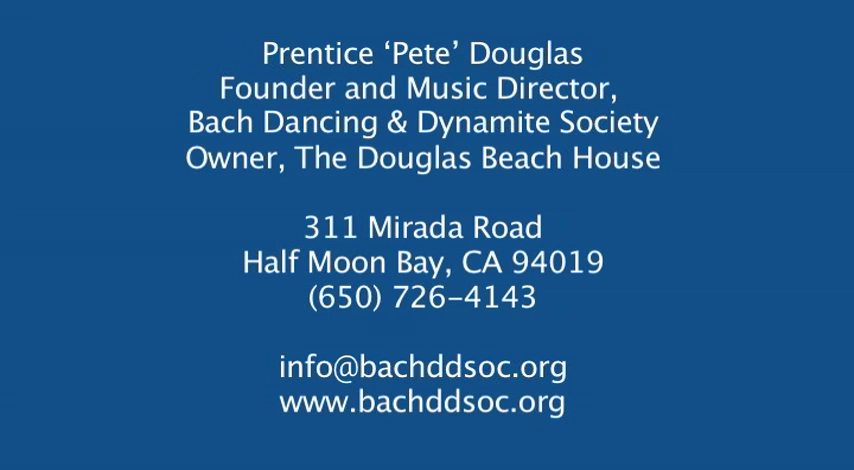 Prentice ‘Pete’ Douglas
Founder and Music Director,
Bach Dancing & Dynamite Society
Owner, The Douglas Beach House
311 Mirada Road
Half Moon Bay, CA 94019
(650) 726-4143
info@bachddsoc.org
www.bachddsoc.org